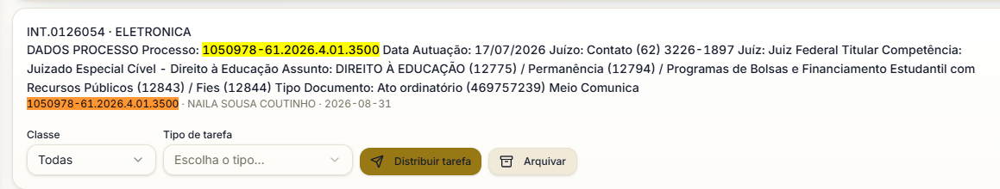 INT.0126054 · ELETRONICA
DADOS PROCESSO Processo: 1050978-61.2026.4.01.3500 Data Autuação: 17/07/2026 Juízo: Contato (62) 3226-1897 Juíz: Juiz Federal Titular Competência:
Juizado Especial Cível - Direito à Educação Assunto: DIREITO À EDUCAÇÃO (12775) / Permanência (12794) / Programas de Bolsas e Financiamento Estudantil com
Recursos Públicos (12843) / Fies (12844) Tipo Documento: Ato ordinatório (469757239) Meio Comunica
1050978-61.2026.4.01.3500 · NAILA SOUSA COUTINHO · 2026-08-31
Classe Tipo de tarefa
Todas Escolha o tipo... Distribuir tarefa Arquivar